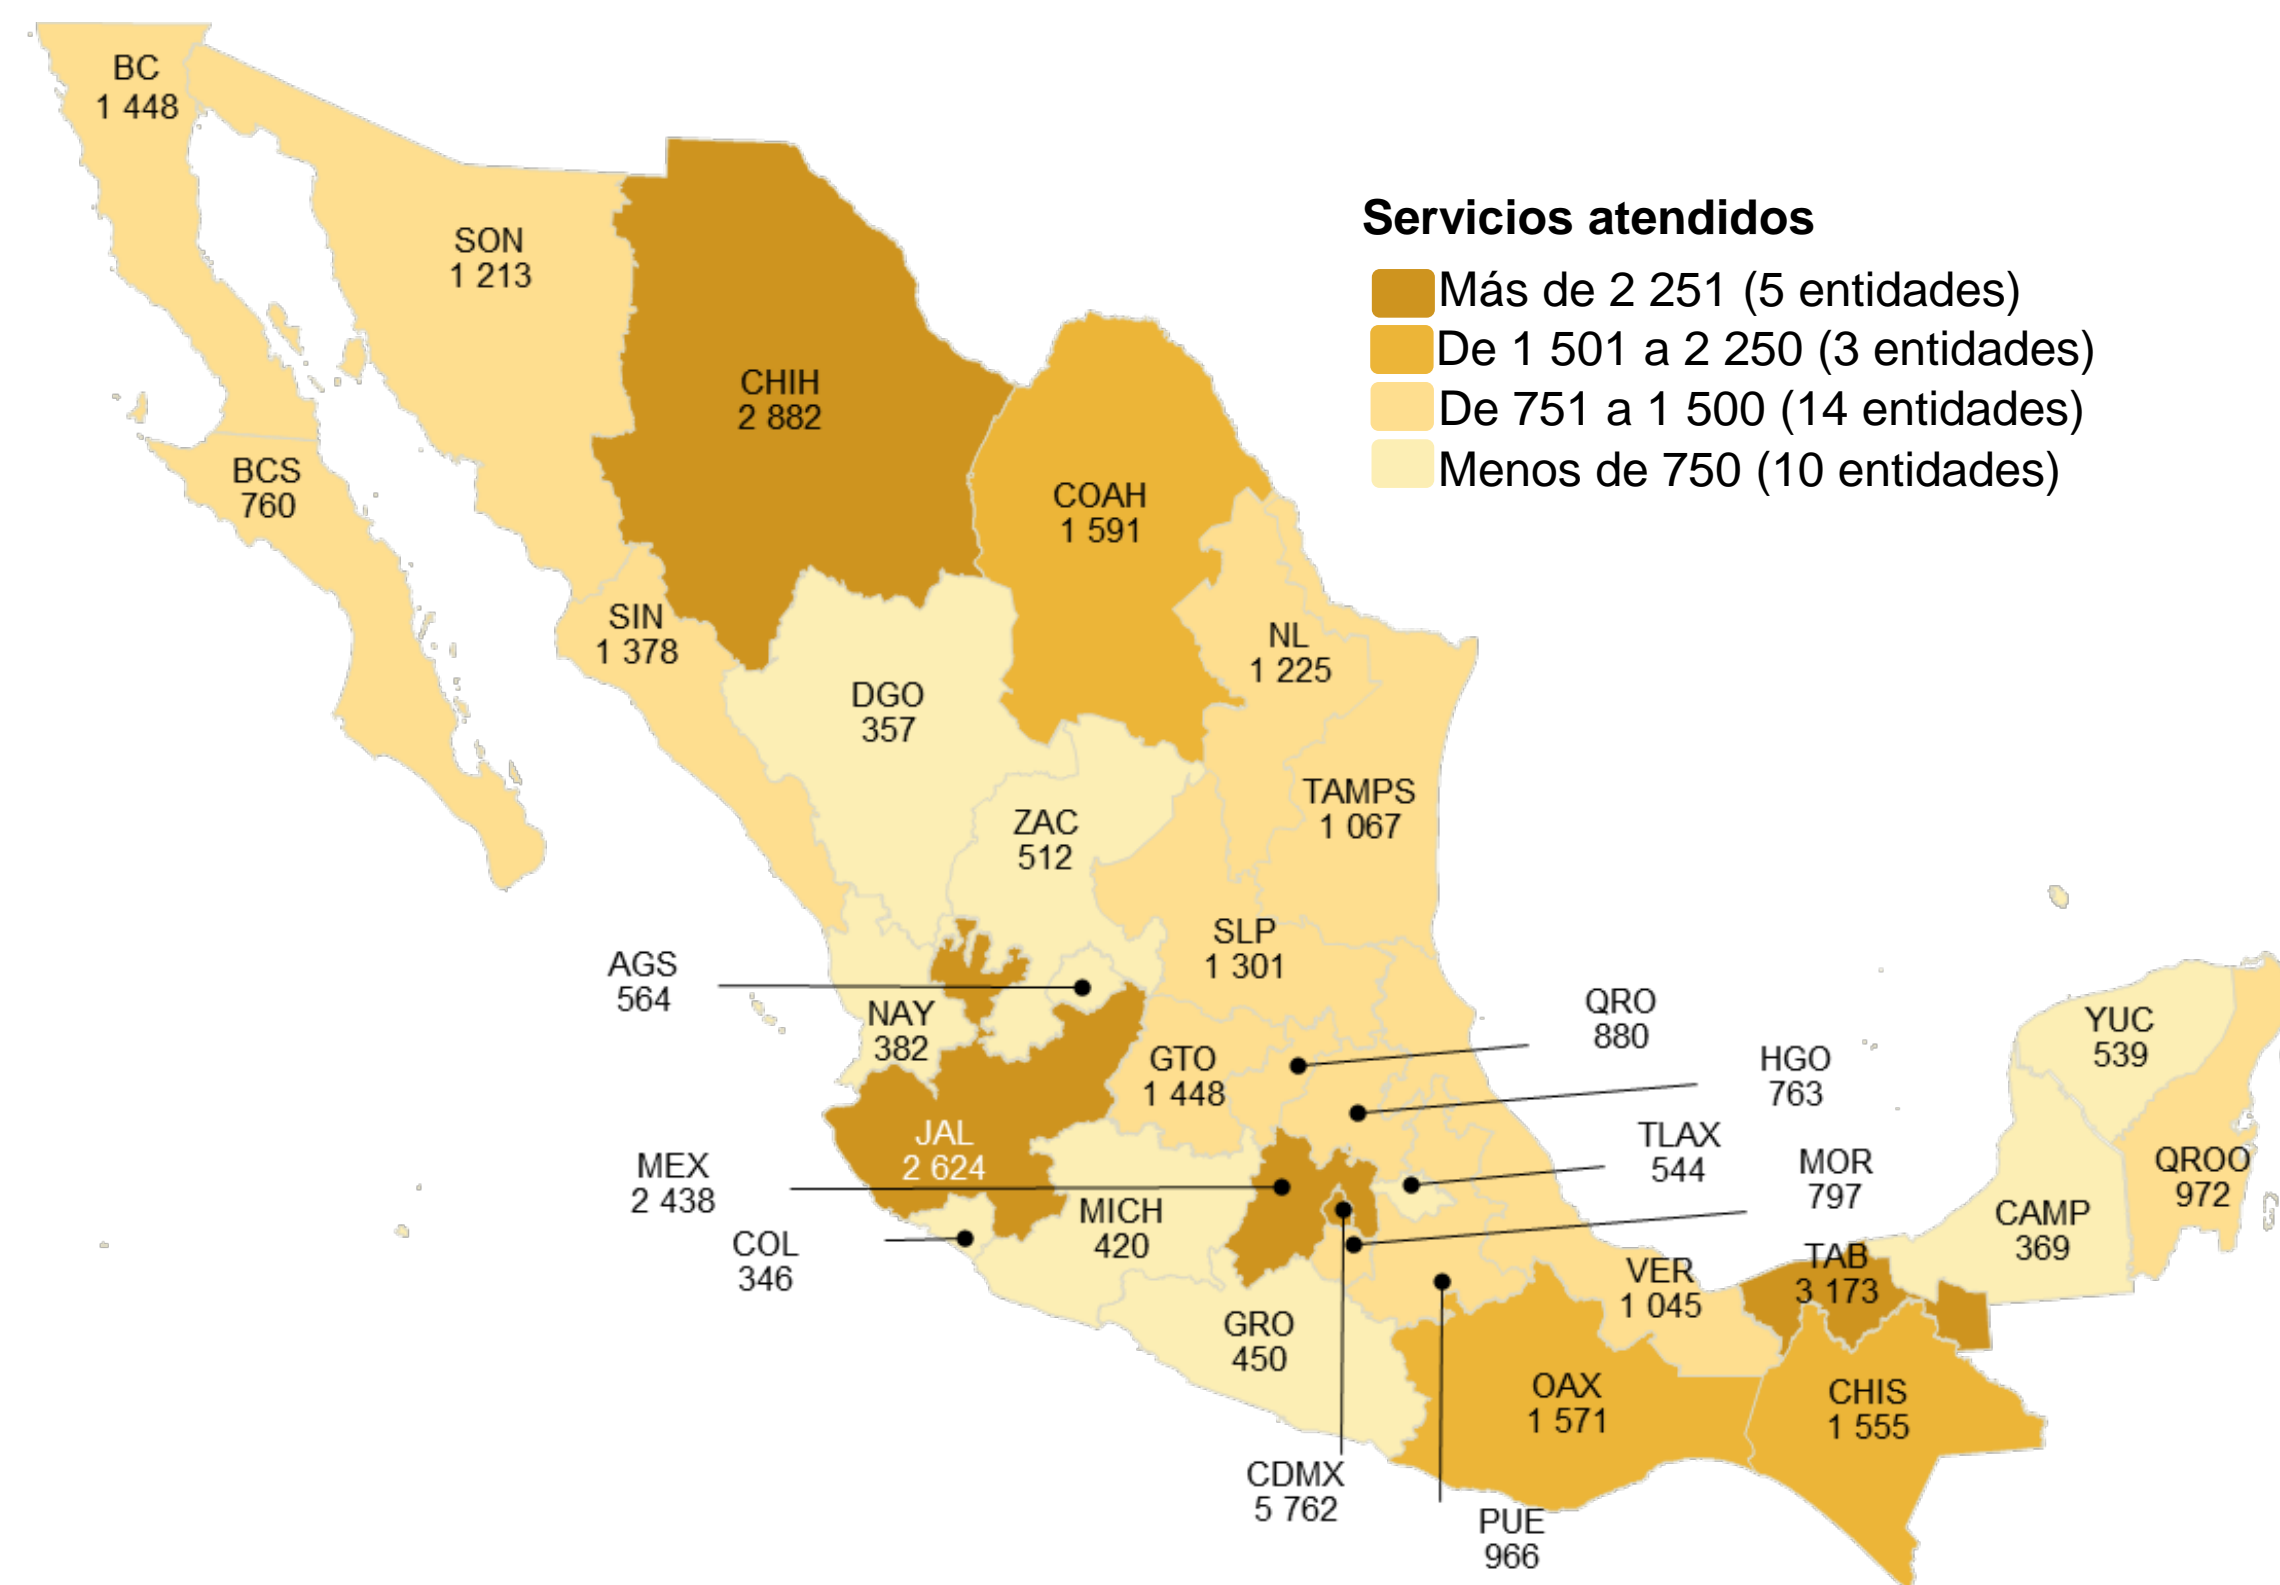 BC
1 448
SON
1 213
Servicios atendidos
Más de 2 251 (5 entidades)
De 1 501 a 2 250 (3 entidades)
De 751 a 1 500 (14 entidades)
Menos de 750 (10 entidades)
CHIH
2 882
BCS
760
COAH
1 591
SIN
1 378
NL
1 225
DGO
357
TAMPS
1 067
ZAC
512
SLP
1 301
AGS
564
NAY
382
QRO
880
YUC
539
GTO
1 448
HGO
763
JAL
2 624
TLAX
544
MEX
2 438
MOR
797
QROO
972
MICH
420
CAMP
369
COL
346
TAB
3 173
VER
1 045
GRO
450
OAX
1 571
CHIS
1 555
CDMX
5 762
PUE
966